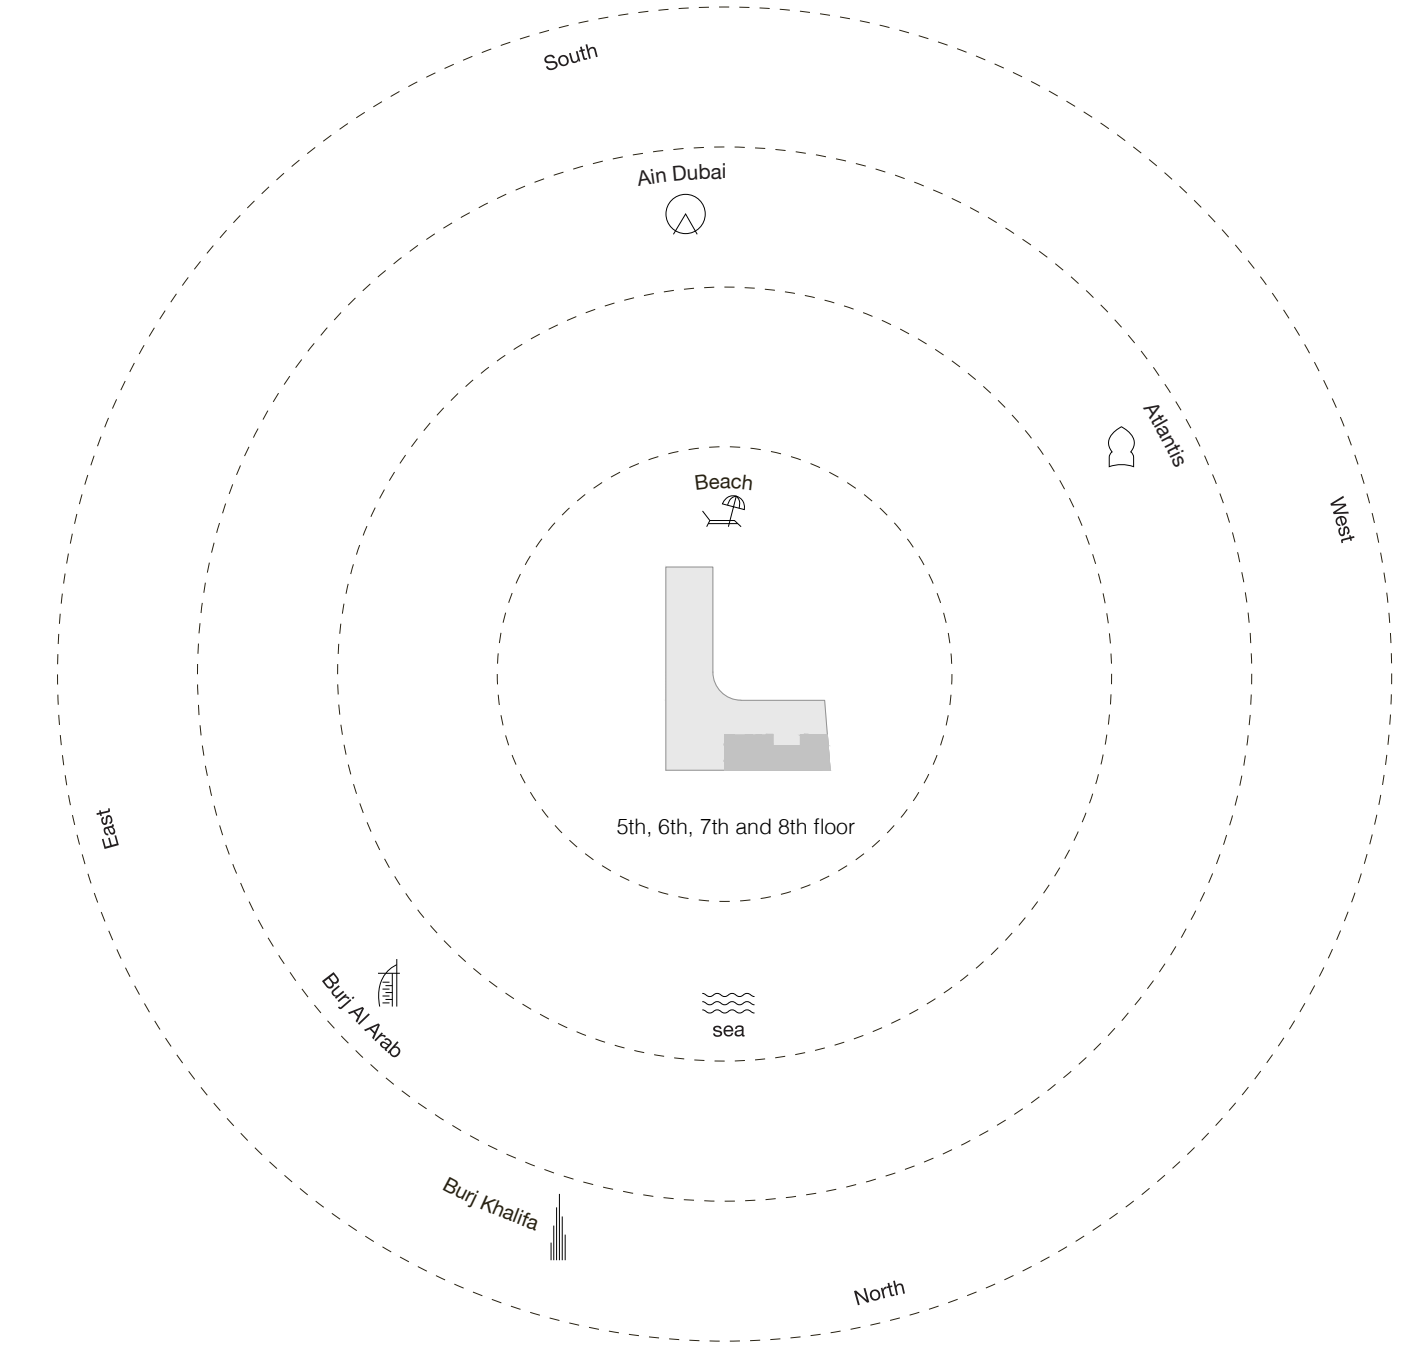 South
Ain Dubai
Atlantis
Beach
West
East
5th, 6th, 7th and 8th floor
Burj Al Arab
sea
Burj Khalifa
North